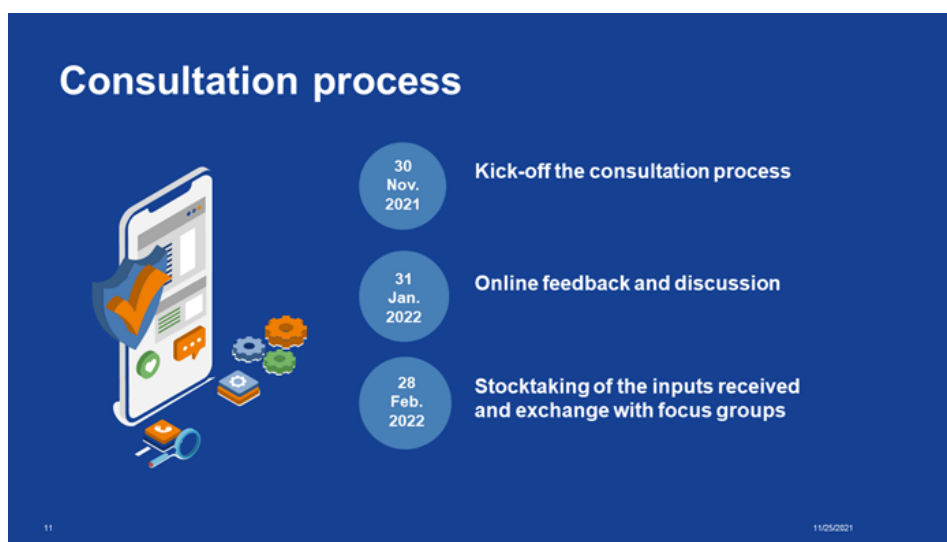 Consultation process
30
Nov.
2021
Kick-off the consultation process
31
Jan.
2022
Online feedback and discussion
28
Feb.
2022
Stocktaking of the inputs received
and exchange with focus groups
11
11/25/2021